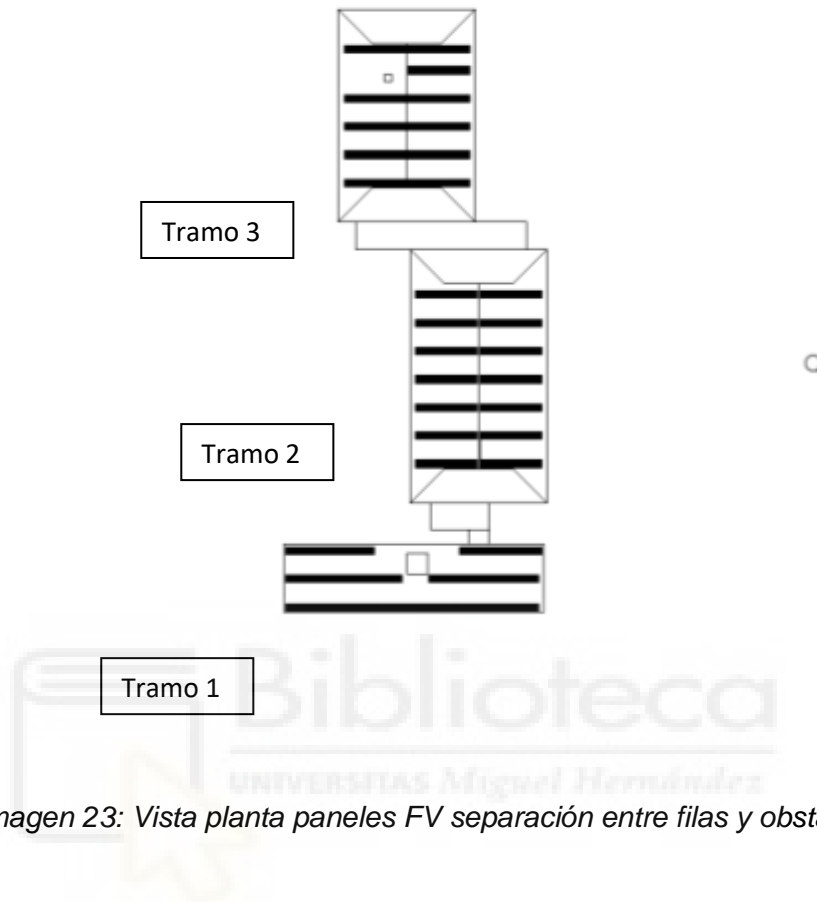 Tramo 3
Tramo 2
Tramo 1
Biblioteca
UNIVERSITAS Miguel Hernández
magen 23: Vista planta paneles FV separación entre filas y obst